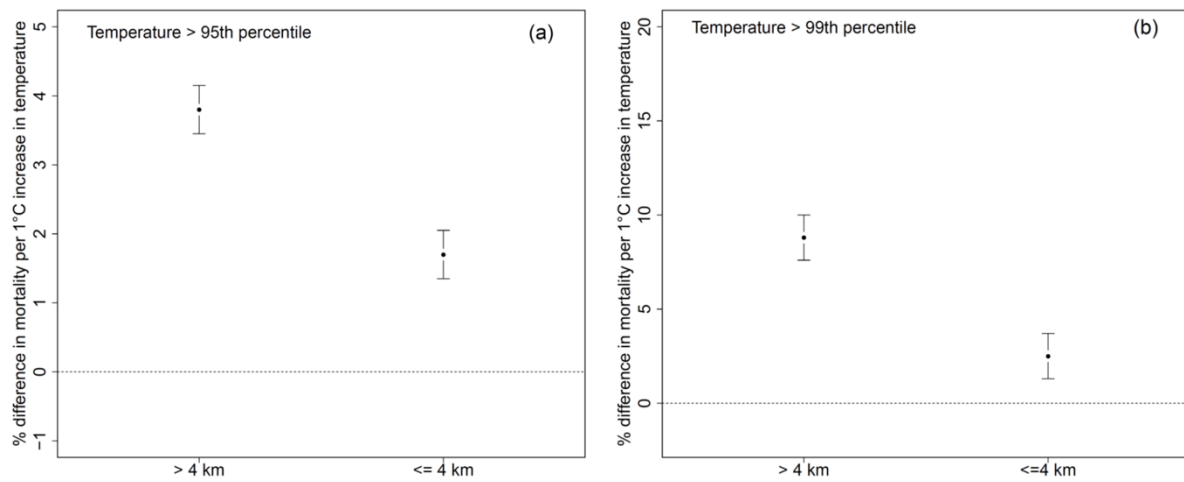 % difference in mortality per 1°C increase in temperature
5
4
3
2
1
0
−1
Temperature > 95th percentile
(a)
> 4 km
<= 4 km
% difference in mortality per 1°C increase in temperature
20
15
10
5
0
Temperature > 99th percentile
(b)
> 4 km
<=4 km